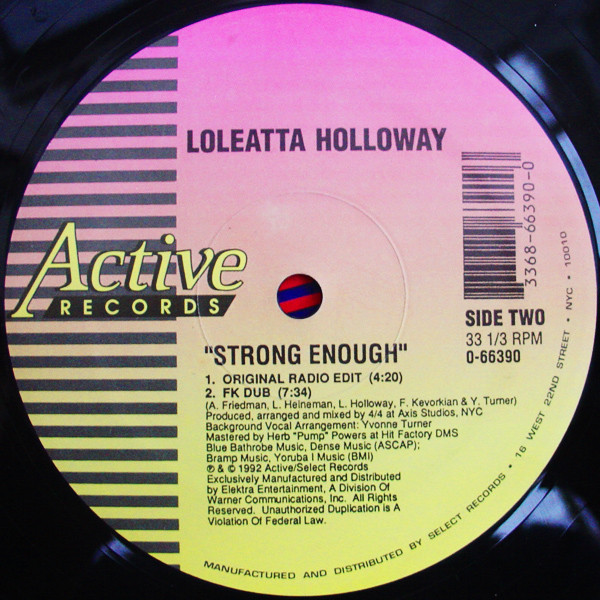 LOLEATTA HOLLOWAY
3368-66390-0
Active
RECORDS
SIDE TWO
33 1/3 RPM
0-66390
"STRONG ENOUGH"
1. ORIGINAL RADIO EDIT (4:20)
2. FK DUB (7:34)
(A. Friedman, L. Heineman, L. Holloway, F. Kevorkian & Y. Turner)
Produced, arranged and mixed by 4/4 at Axis Studios, NYC
Background Vocal Arrangement: Yvonne Turner
Mastered by Herb "Pump" Powers at Hit Factory DMS
Blue Bathrobe Music, Dense Music (ASCAP);
Bramp Music, Yoruba I Music (BMI)
℗ & © 1992 Active/Select Records
Exclusively Manufactured and Distributed
by Elektra Entertainment, A Division Of
Warner Communications, Inc. All Rights
Reserved. Unauthorized Duplication is A
Violation Of Federal Law.
MANUFACTURED AND DISTRIBUTED BY SELECT RECORDS • 16 WEST 22ND STREET • NYC • 10010